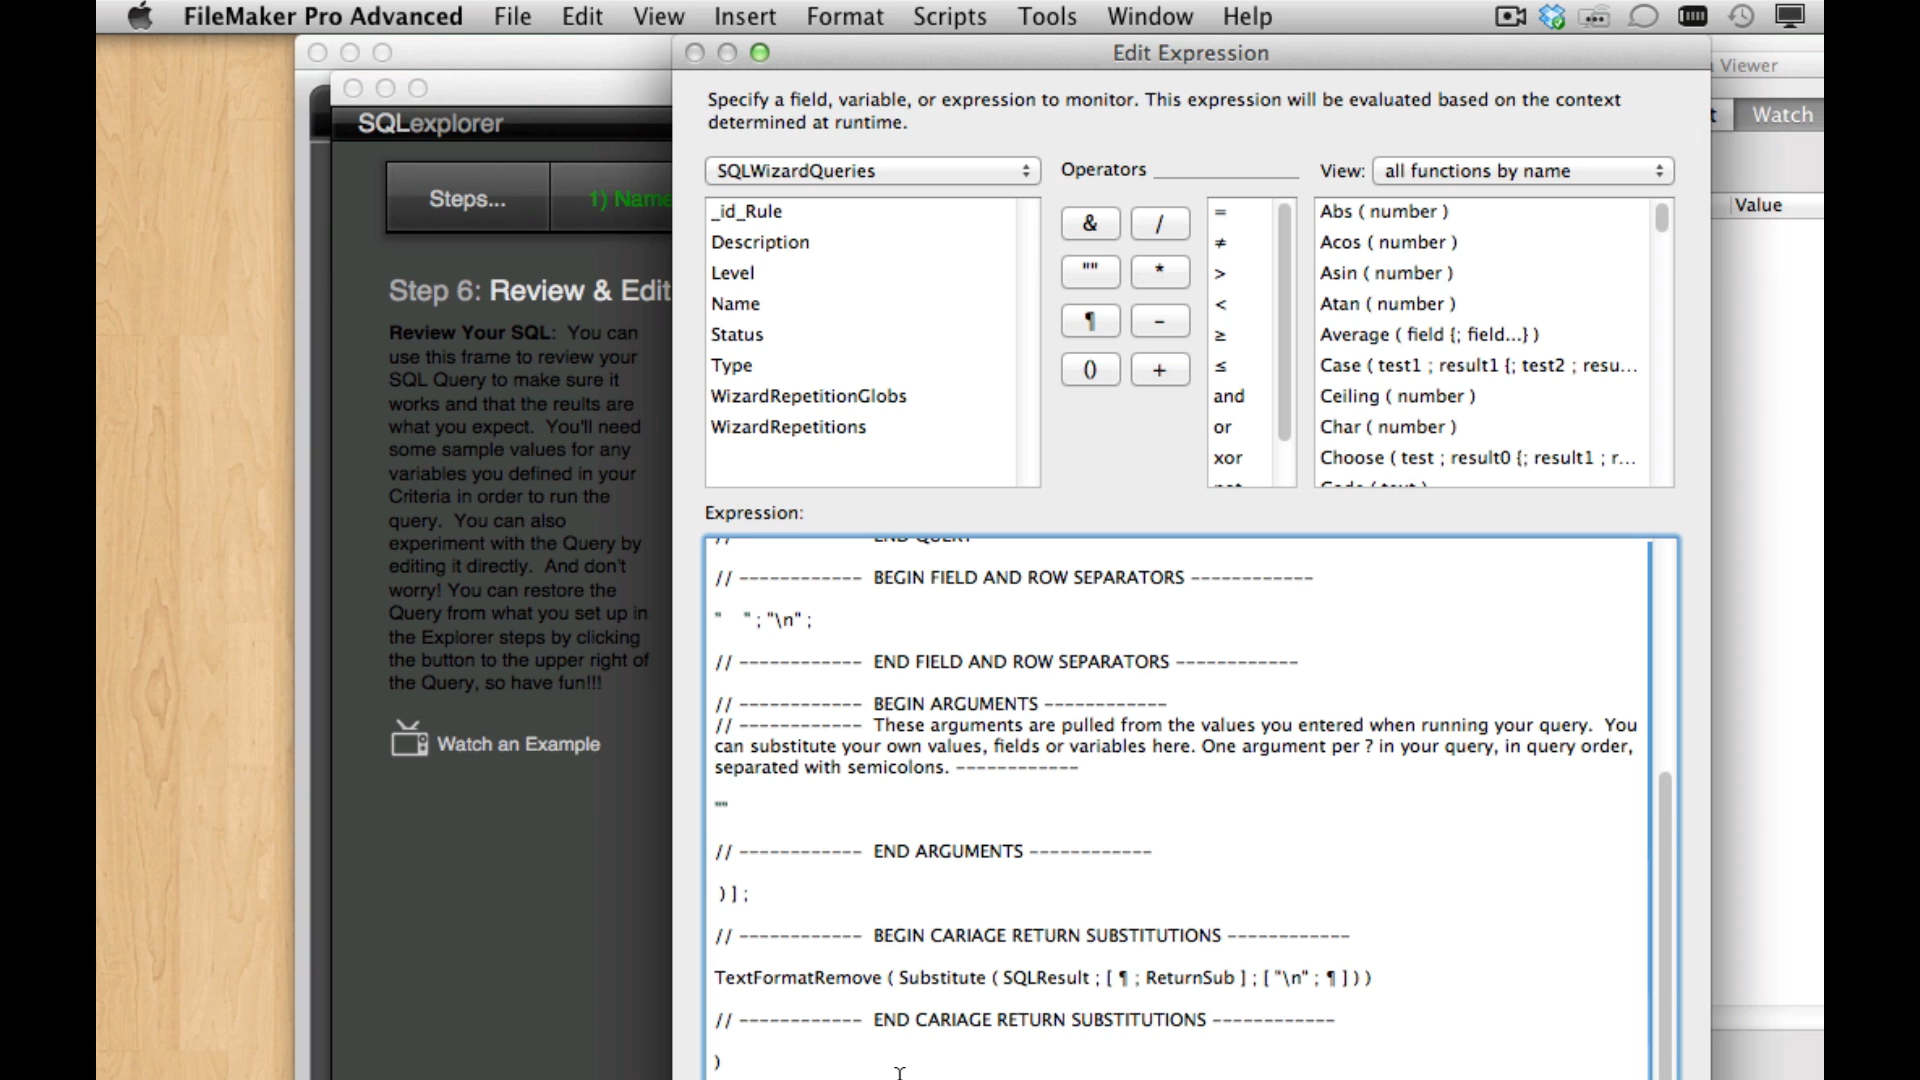 FileMaker Pro Advanced File Edit View Insert Format Scripts Tools Window Help
Edit Expression
Viewer
Watch
Value
SQLexplorer
Steps...
1) Name
Step 6: Review & Edit
Review Your SQL: You can
use this frame to review your
SQL Query to make sure it
works and that the reults are
what you expect. You'll need
some sample values for any
variables you defined in your
Criteria in order to run the
query. You can also
experiment with the Query by
editing it directly. And don't
worry! You can restore the
Query from what you set up in
the Explorer steps by clicking
the button to the upper right of
the Query, so have fun!!!
Watch an Example
Specify a field, variable, or expression to monitor. This expression will be evaluated based on the context
determined at runtime.
SQLWizardQueries
_id_Rule
Description
Level
Name
Status
Type
WizardRepetitionGlobs
WizardRepetitions
Operators
& /
"" *
¶ -
() +
=
≠
>
<
≥
≤
and
or
xor
not
View: all functions by name
Abs ( number )
Acos ( number )
Asin ( number )
Atan ( number )
Average ( field {; field...} )
Case ( test1 ; result1 {; test2 ; resu...
Ceiling ( number )
Char ( number )
Choose ( test ; result0 {; result1 ; r...
Code ( text )
Expression:
// ------------ END QUERY
// ------------ BEGIN FIELD AND ROW SEPARATORS ------------
"    " ; "\n" ;
// ------------ END FIELD AND ROW SEPARATORS ------------
// ------------ BEGIN ARGUMENTS ------------
// ------------ These arguments are pulled from the values you entered when running your query. You
can substitute your own values, fields or variables here. One argument per ? in your query, in query order,
separated with semicolons. ------------
""
// ------------ END ARGUMENTS ------------
) ] ;
// ------------ BEGIN CARIAGE RETURN SUBSTITUTIONS ------------
TextFormatRemove ( Substitute ( SQLResult ; [ ¶ ; ReturnSub ] ; [ "\n" ; ¶ ] ) )
// ------------ END CARIAGE RETURN SUBSTITUTIONS ------------
)